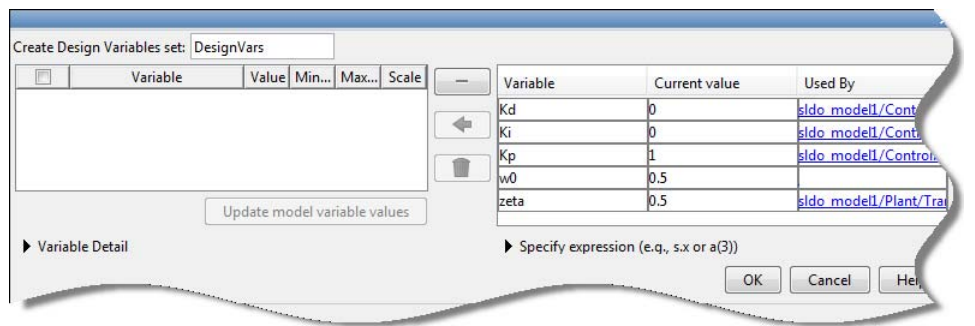 Create Design Variables set: DesignVars
Variable Value Min... Max... Scale
Variable Current value Used By
Kd 0
Ki 0
Kp 1
w0 0.5
zeta 0.5 sldo_model1/Plant/
Update model variable values
Variable Detail
Specify expression (e.g., s.x or a(3))
OK Cancel